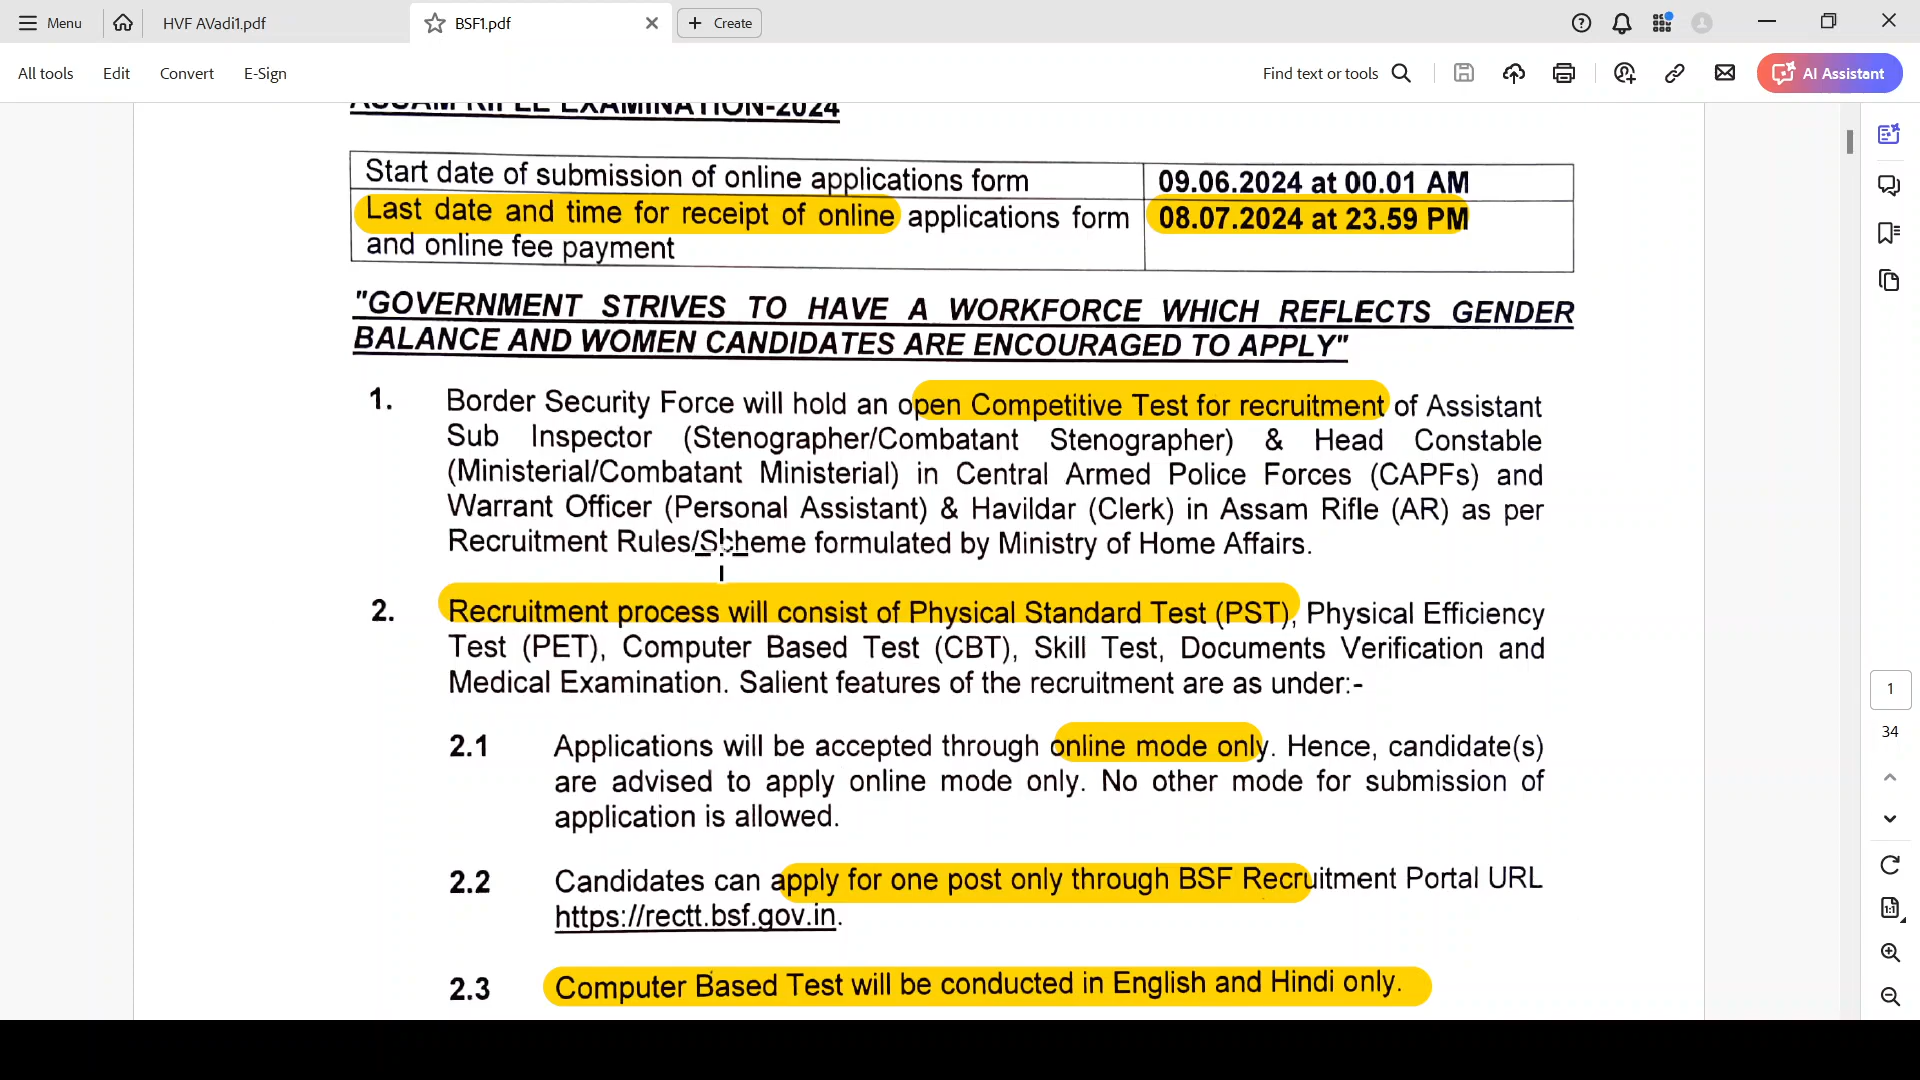 Menu
HVF AVadi1.pdf
BSF1.pdf
Create
All tools
Edit
Convert
E-Sign
Find text or tools
AI Assistant
ASSAM RIFLE EXAMINATION-2024
Start date of submission of online applications form 09.06.2024 at 00.01 AM
Last date and time for receipt of online applications form 08.07.2024 at 23.59 PM
and online fee payment
"GOVERNMENT STRIVES TO HAVE A WORKFORCE WHICH REFLECTS GENDER
BALANCE AND WOMEN CANDIDATES ARE ENCOURAGED TO APPLY"
1. Border Security Force will hold an open Competitive Test for recruitment of Assistant
Sub Inspector (Stenographer/Combatant Stenographer) & Head Constable
(Ministerial/Combatant Ministerial) in Central Armed Police Forces (CAPFs) and
Warrant Officer (Personal Assistant) & Havildar (Clerk) in Assam Rifle (AR) as per
Recruitment Rules/Scheme formulated by Ministry of Home Affairs.
2. Recruitment process will consist of Physical Standard Test (PST), Physical Efficiency
Test (PET), Computer Based Test (CBT), Skill Test, Documents Verification and
Medical Examination. Salient features of the recruitment are as under:-
2.1 Applications will be accepted through online mode only. Hence, candidate(s)
are advised to apply online mode only. No other mode for submission of
application is allowed.
2.2 Candidates can apply for one post only through BSF Recruitment Portal URL
https://rectt.bsf.gov.in.
2.3 Computer Based Test will be conducted in English and Hindi only.
1
34
1:1